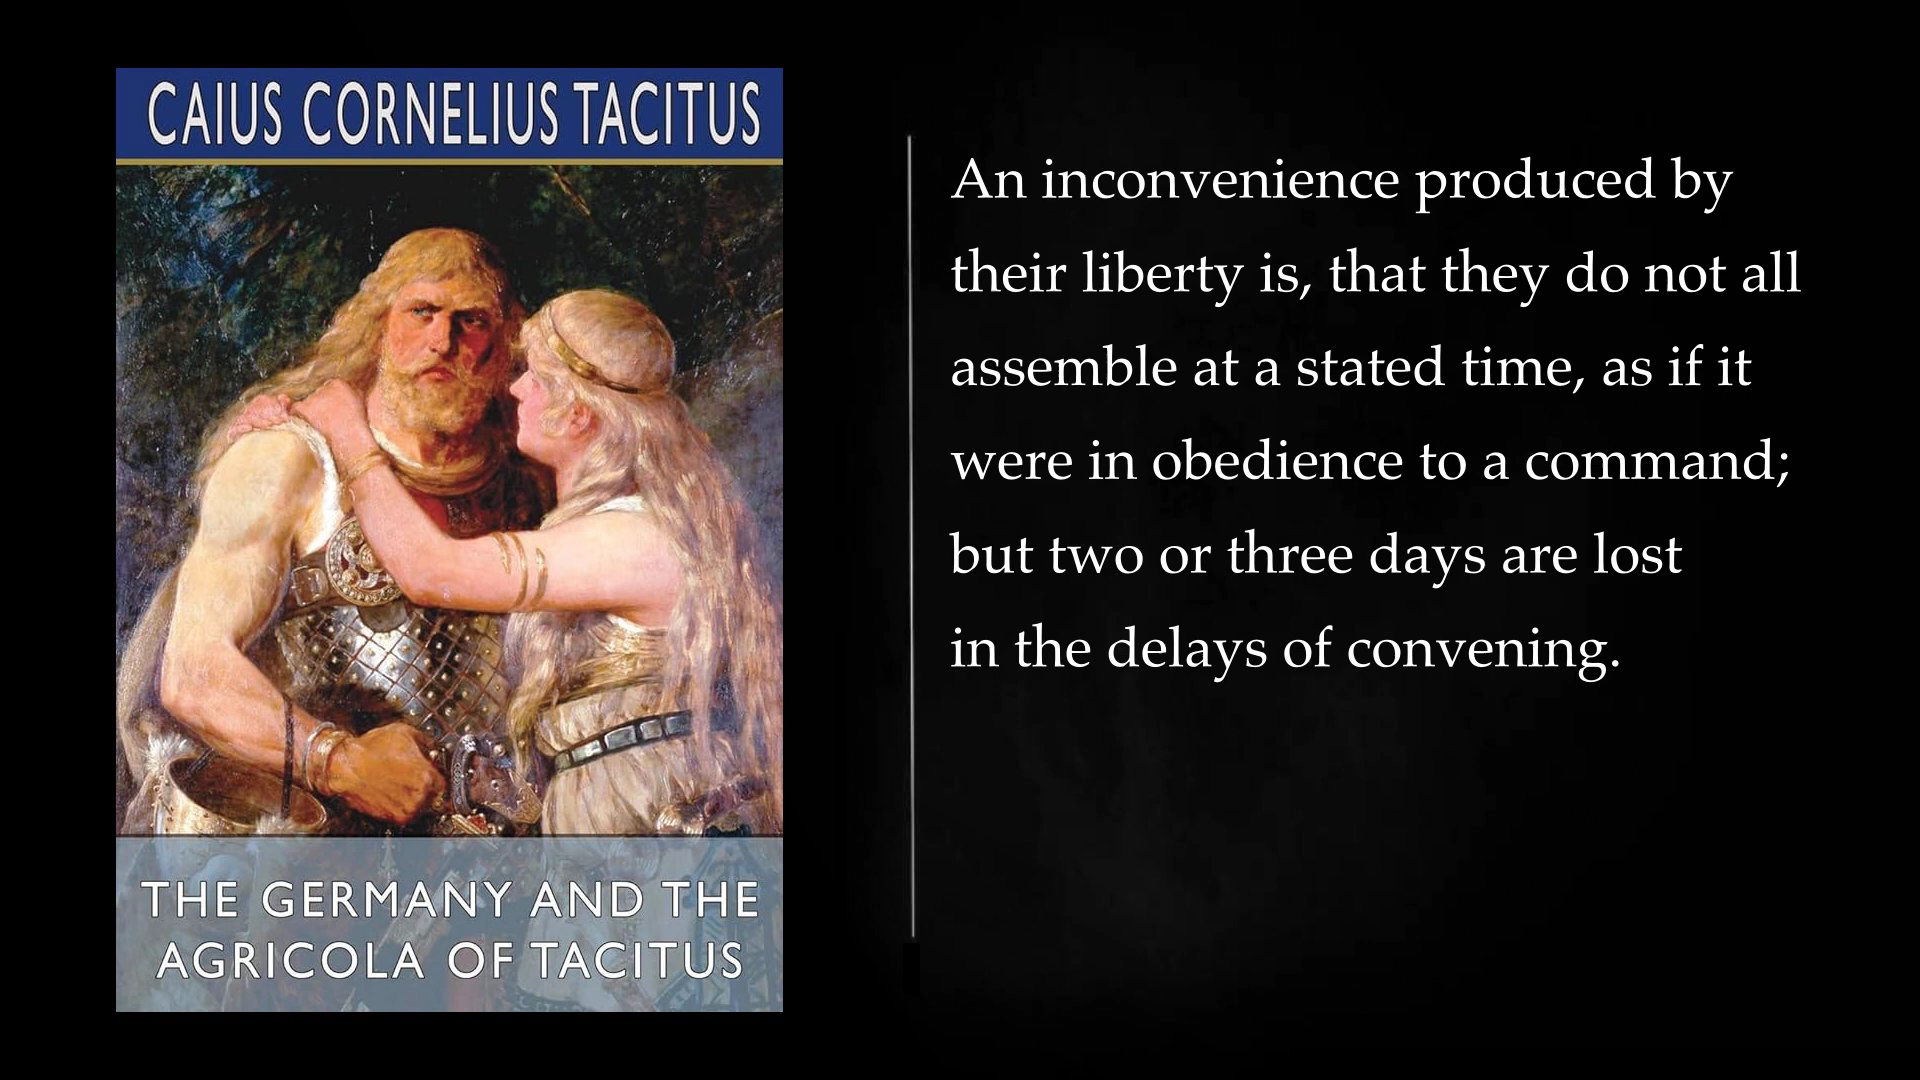 CAIUS CORNELIUS TACITUS
THE GERMANY AND THE
AGRICOLA OF TACITUS
An inconvenience produced by
their liberty is, that they do not all
assemble at a stated time, as if it
were in obedience to a command;
but two or three days are lost
in the delays of convening.